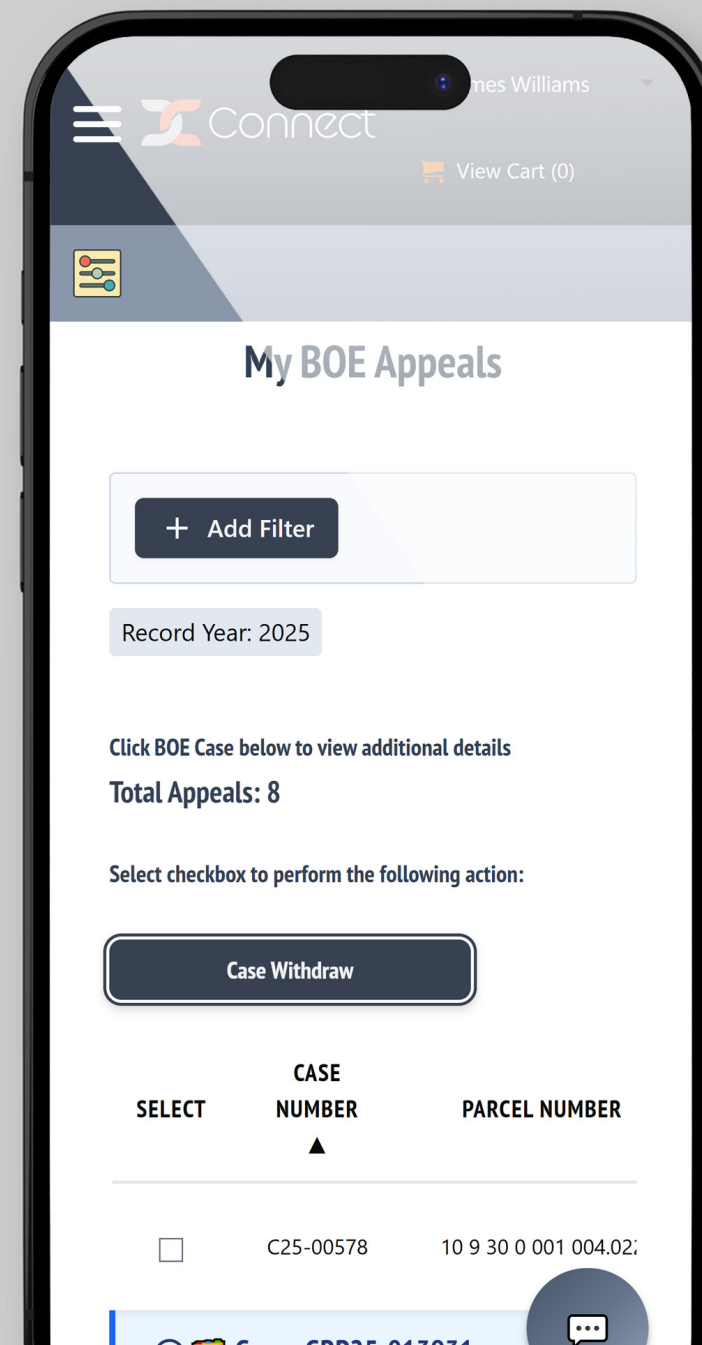 mes Williams
Connect
View Cart (0)
My BOE Appeals
+ Add Filter
Record Year: 2025
Click BOE Case below to view additional details
Total Appeals: 8
Select checkbox to perform the following action:
Case Withdraw
SELECT CASE NUMBER ▲ PARCEL NUMBER
C25-00578 10 9 30 0 001 004.02